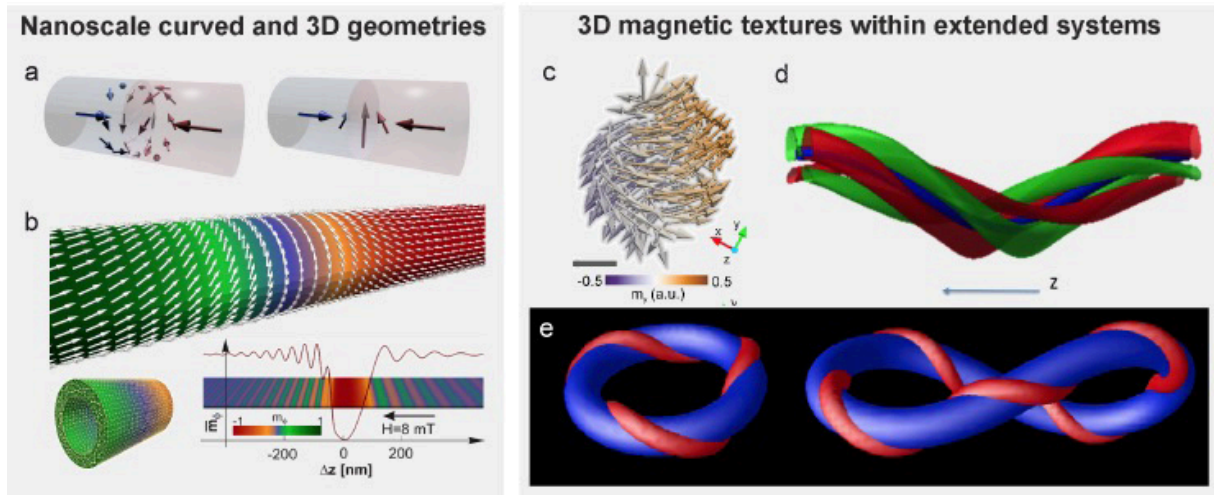 Nanoscale curved and 3D geometries
a
b
m
-1
1
H=8 mT
-200
0
200
Δz [nm]
3D magnetic textures within extended systems
c
d
x
y
z
-0.5
0.5
m (a.u.)
z
e